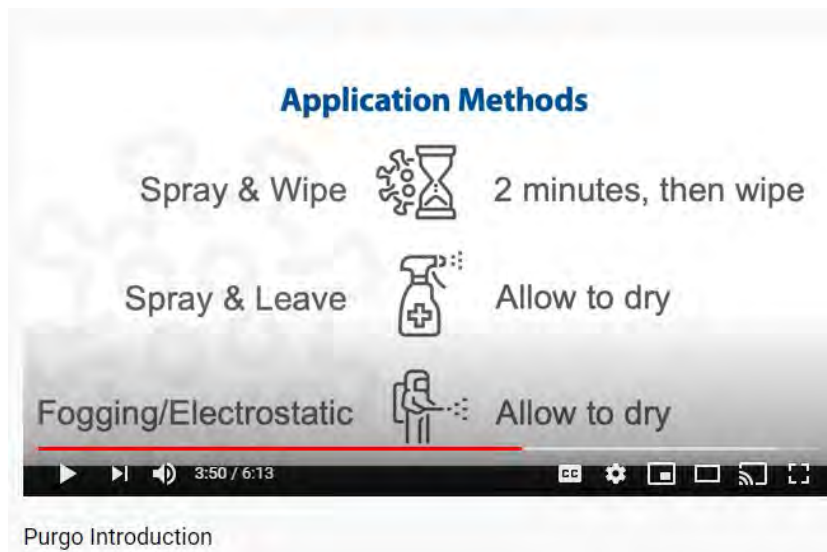 Application Methods
Spray & Wipe 2 minutes, then wipe
Spray & Leave Allow to dry
Fogging/Electrostatic Allow to dry
3:50 / 6:13 CC
Purgo Introduction